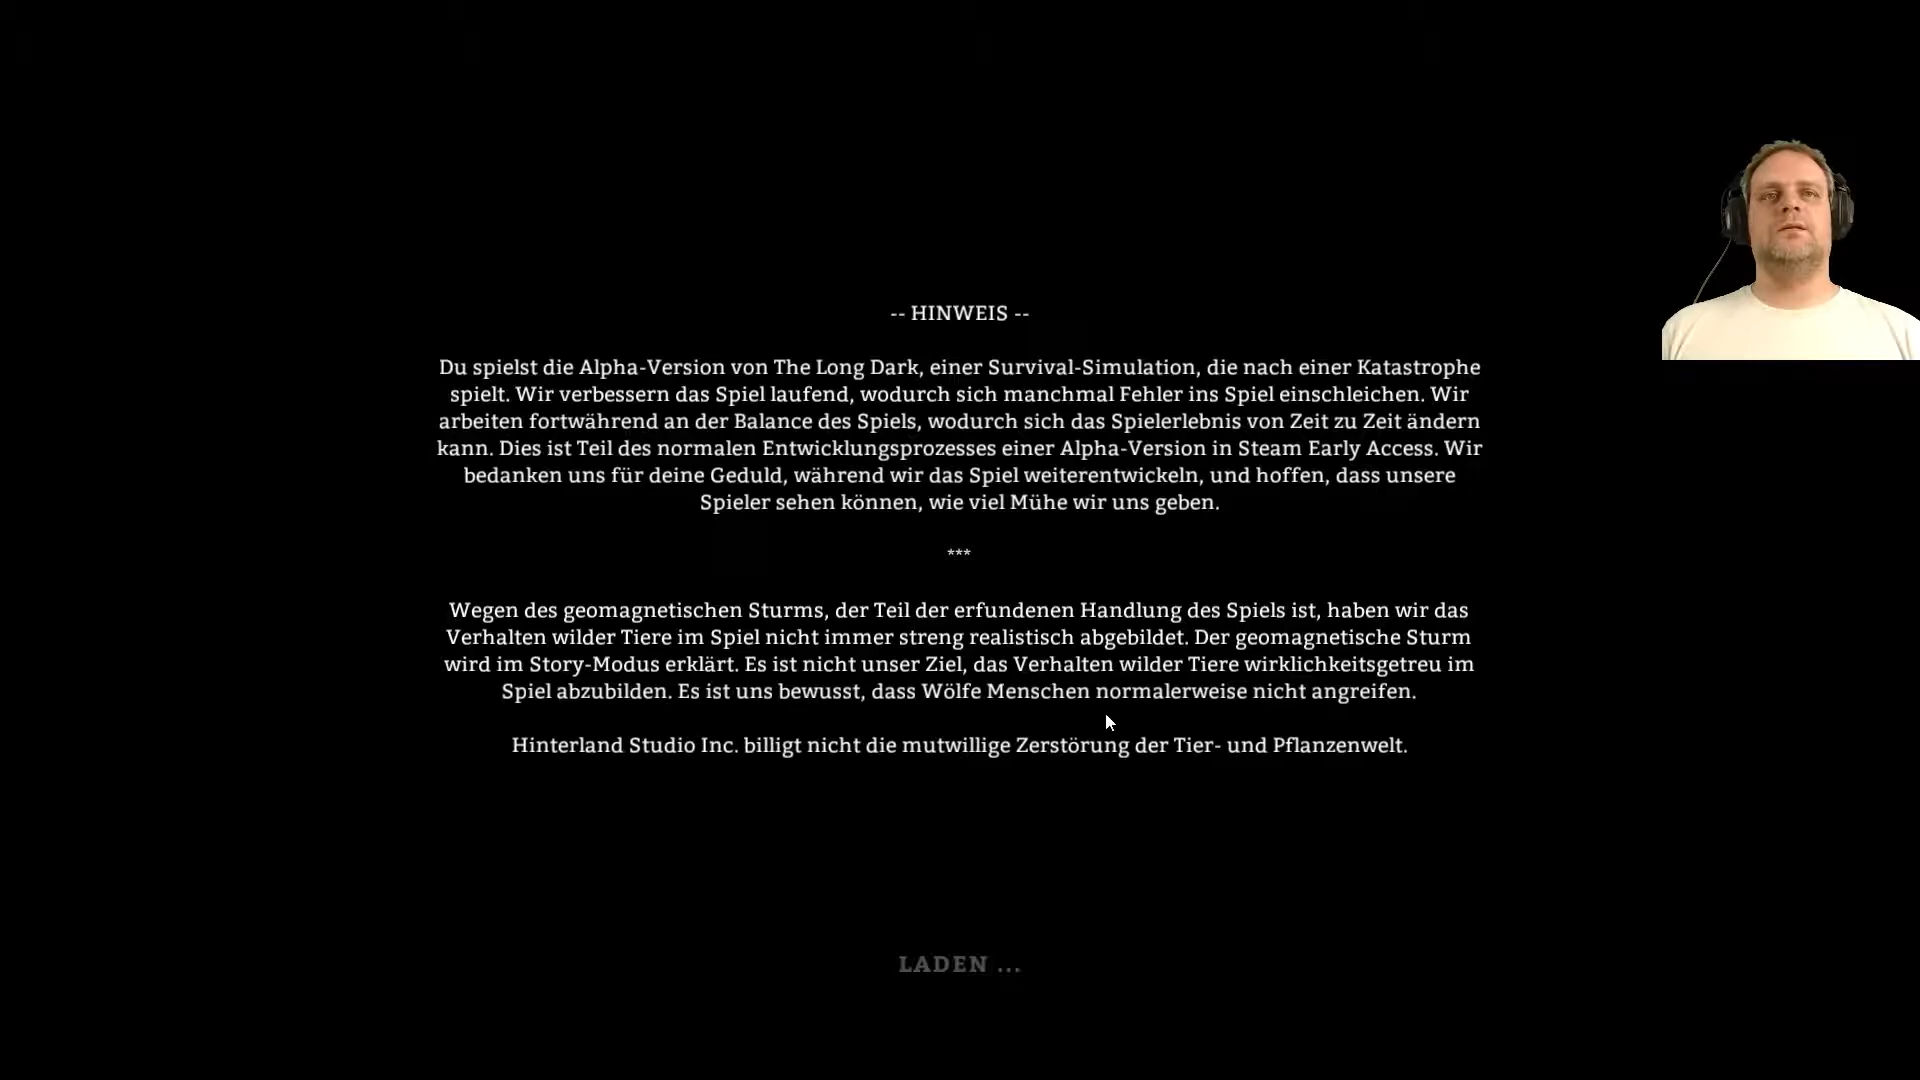 -- HINWEIS --
Du spielst die Alpha-Version von The Long Dark, einer Survival-Simulation, die nach einer Katastrophe
spielt. Wir verbessern das Spiel laufend, wodurch sich manchmal Fehler ins Spiel einschleichen. Wir
arbeiten fortwährend an der Balance des Spiels, wodurch sich das Spielerlebnis von Zeit zu Zeit ändern
kann. Dies ist Teil des normalen Entwicklungsprozesses einer Alpha-Version in Steam Early Access. Wir
bedanken uns für deine Geduld, während wir das Spiel weiterentwickeln, und hoffen, dass unsere
Spieler sehen können, wie viel Mühe wir uns geben.
***
Wegen des geomagnetischen Sturms, der Teil der erfundenen Handlung des Spiels ist, haben wir das
Verhalten wilder Tiere im Spiel nicht immer streng realistisch abgebildet. Der geomagnetische Sturm
wird im Story-Modus erklärt. Es ist nicht unser Ziel, das Verhalten wilder Tiere wirklichkeitsgetreu im
Spiel abzubilden. Es ist uns bewusst, dass Wölfe Menschen normalerweise nicht angreifen.
Hinterland Studio Inc. billigt nicht die mutwillige Zerstörung der Tier- und Pflanzenwelt.
LADEN ...